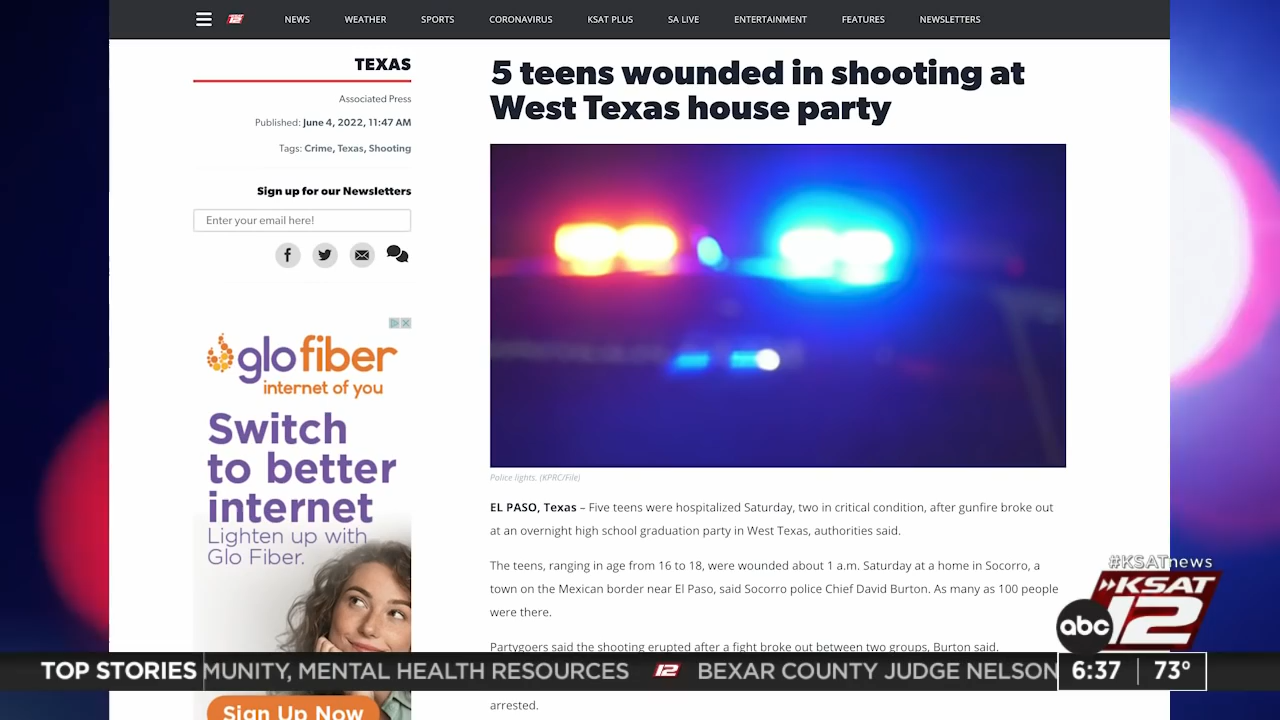 12
NEWS
WEATHER
SPORTS
CORONAVIRUS
KSAT PLUS
SA LIVE
ENTERTAINMENT
FEATURES
NEWSLETTERS
TEXAS
Associated Press
Published: June 4, 2022, 11:47 AM
Tags: Crime, Texas, Shooting
Sign up for our Newsletters
Enter your email here!
glo fiber
internet of you
Switch
to better
internet
Lighten up with
Glo Fiber.
Sign Up Now
5 teens wounded in shooting at
West Texas house party
Police lights. (KPRC/File)
EL PASO, Texas – Five teens were hospitalized Saturday, two in critical condition, after gunfire broke out
at an overnight high school graduation party in West Texas, authorities said.
The teens, ranging in age from 16 to 18, were wounded about 1 a.m. Saturday at a home in Socorro, a
town on the Mexican border near El Paso, said Socorro police Chief David Burton. As many as 100 people
were there.
Partygoers said the shooting erupted after a fight broke out between two groups, Burton said.
arrested.
#KSATnews
KSAT
abc 12
TOP STORIES MUNITY, MENTAL HEALTH RESOURCES 12 BEXAR COUNTY JUDGE NELSON 6:37 73°